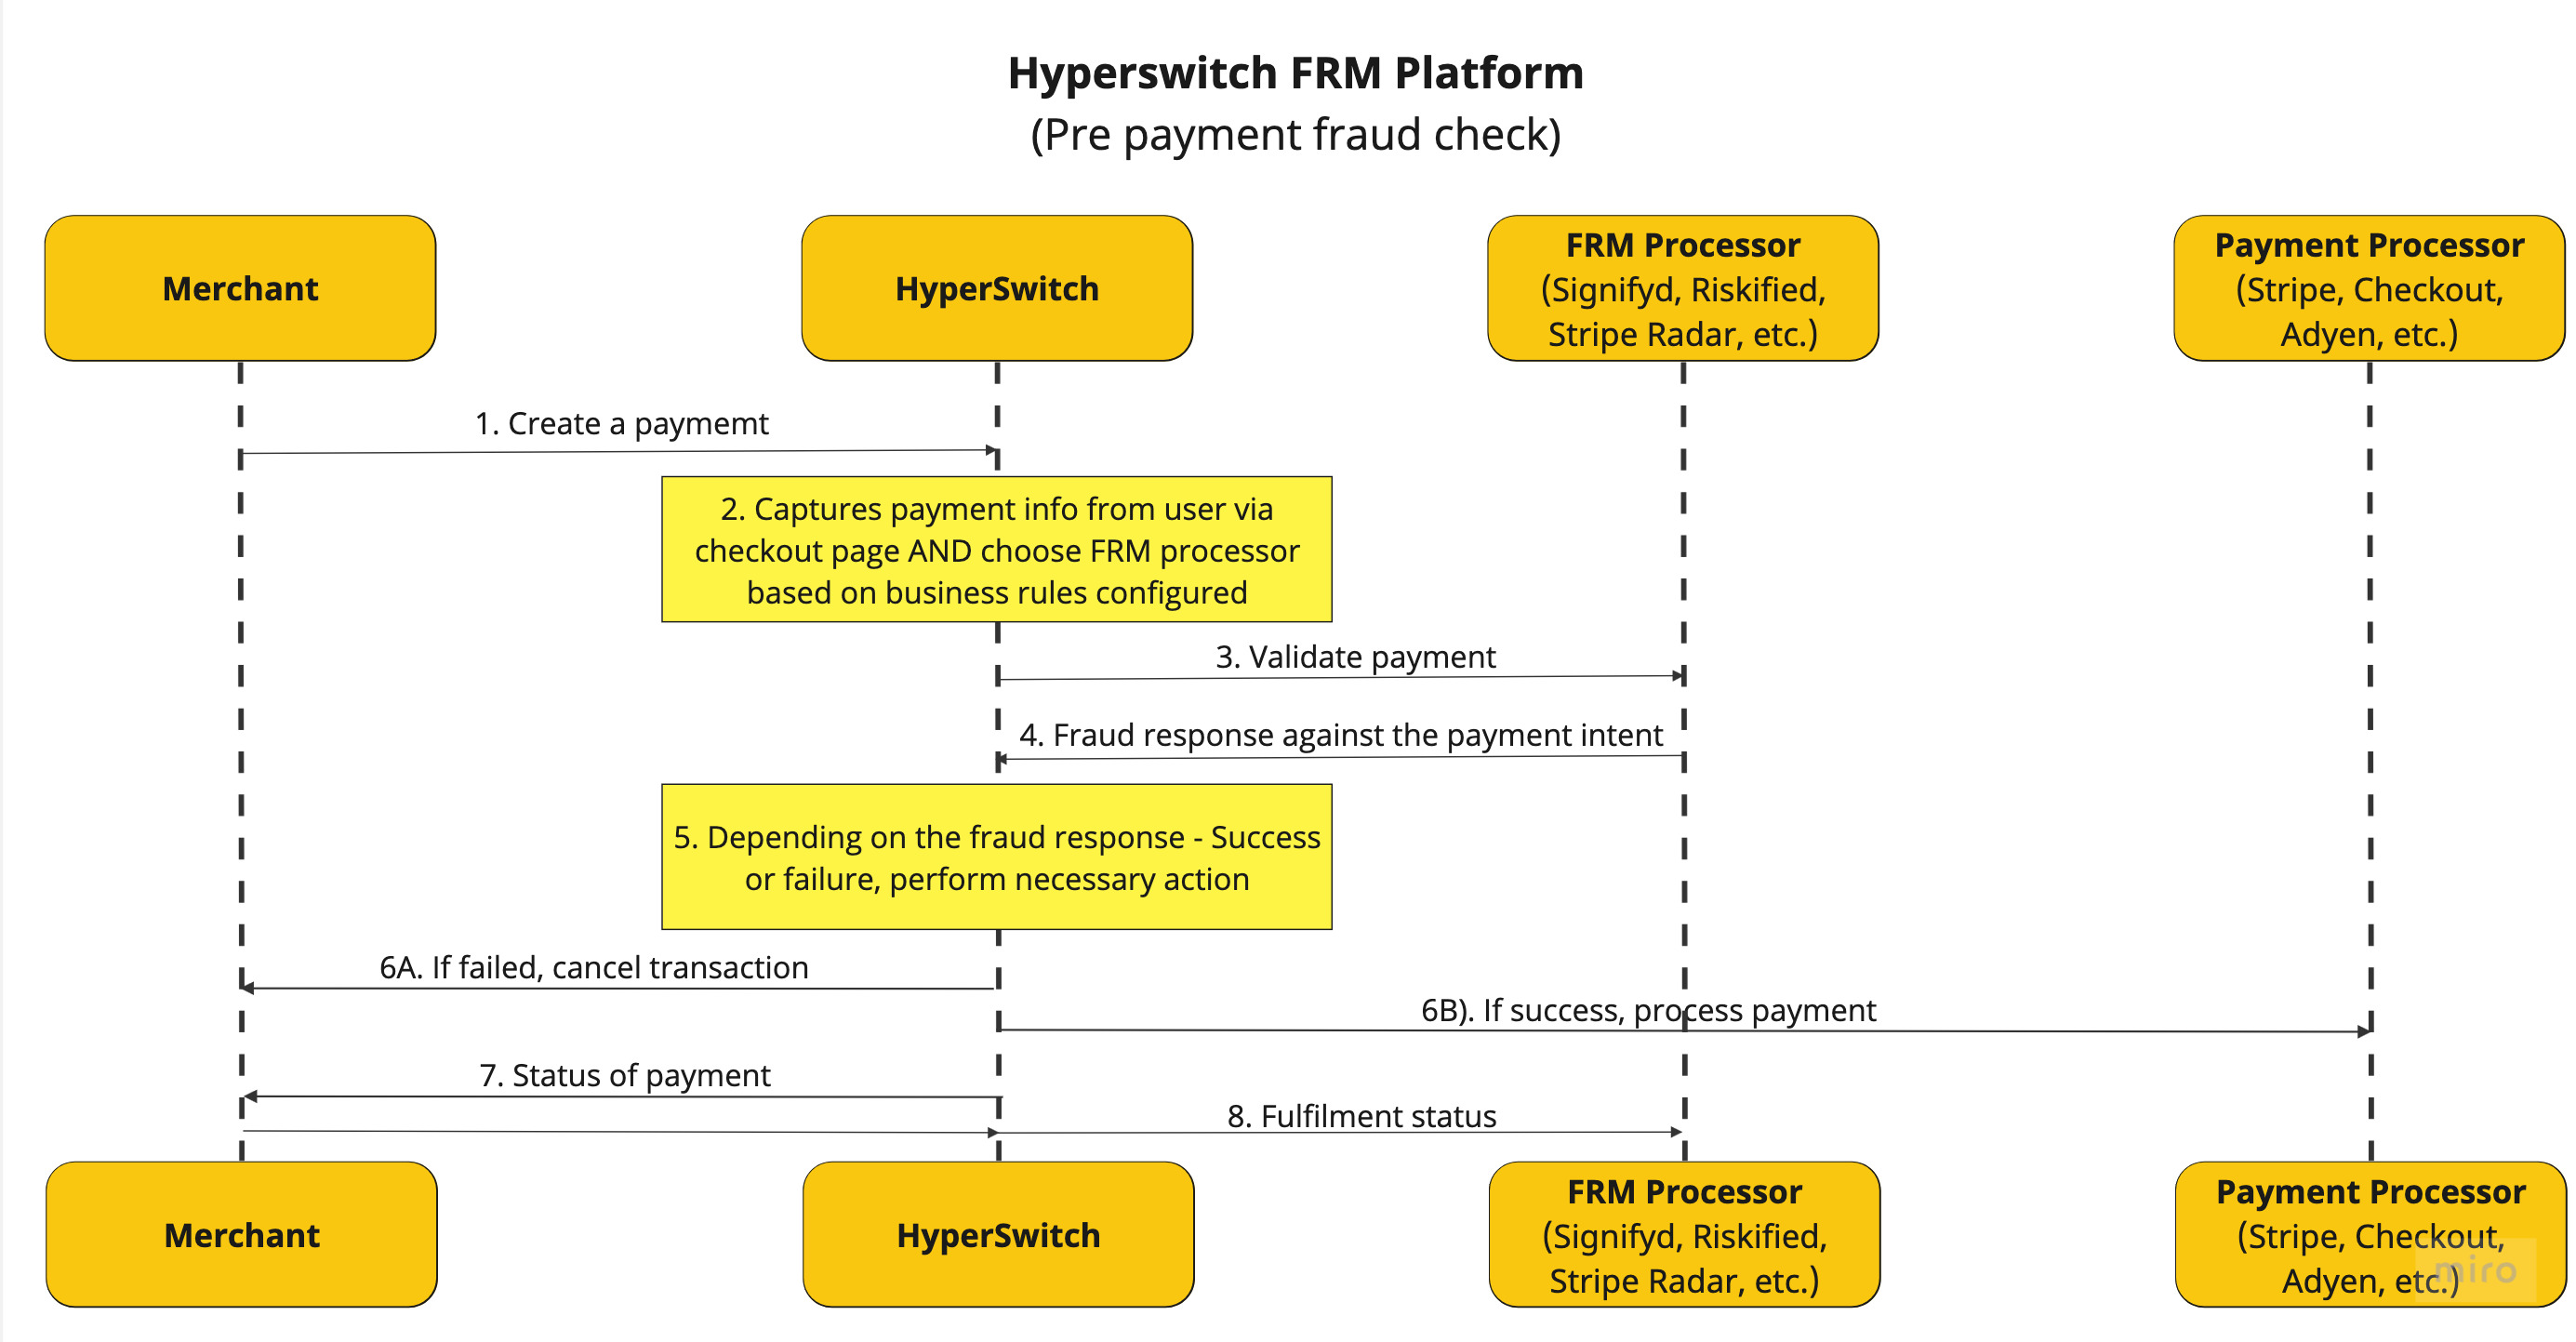 Hyperswitch FRM Platform
(Pre payment fraud check)
Merchant
HyperSwitch
FRM Processor
(Signifyd, Riskified,
Stripe Radar, etc.)
Payment Processor
(Stripe, Checkout,
Adyen, etc.)
1. Create a paymemt
2. Captures payment info from user via
checkout page AND choose FRM processor
based on business rules configured
3. Validate payment
4. Fraud response against the payment intent
5. Depending on the fraud response - Success
or failure, perform necessary action
6A. If failed, cancel transaction
6B). If success, process payment
7. Status of payment
8. Fulfilment status
Merchant
HyperSwitch
FRM Processor
(Signifyd, Riskified,
Stripe Radar, etc.)
Payment Processor
(Stripe, Checkout,
Adyen, etc.)
miro